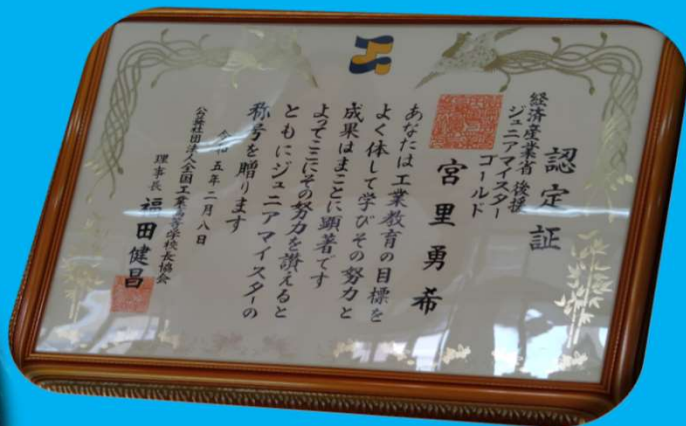 認定証
経済産業省後援
ジュニアマイスター
ゴールド
宮里勇希
あなたは工業教育の目標を
よく体して学びその努力と
成果はまことに顕著です
よってここにその努力を讃えると
ともにジュニアマイスターの
称号を贈ります
令和五年二月八日
公益社団法人全国工業高等学校長協会
理事長 福田健昌